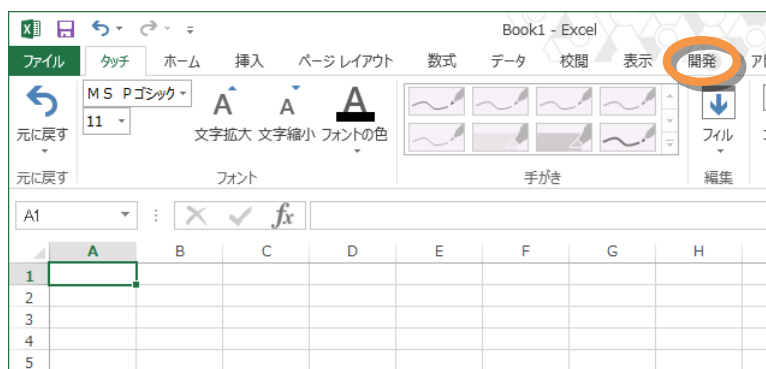 Book1 - Excel
ファイル タッチ ホーム 挿入 ページ レイアウト 数式 データ 校閲 表示 開発
ＭＳ Ｐゴシック
11
A A A
元に戻す 文字拡大 文字縮小 フォントの色 フィル
元に戻す フォント 手がき 編集
A1 fx
A B C D E F G H
1
2
3
4
5